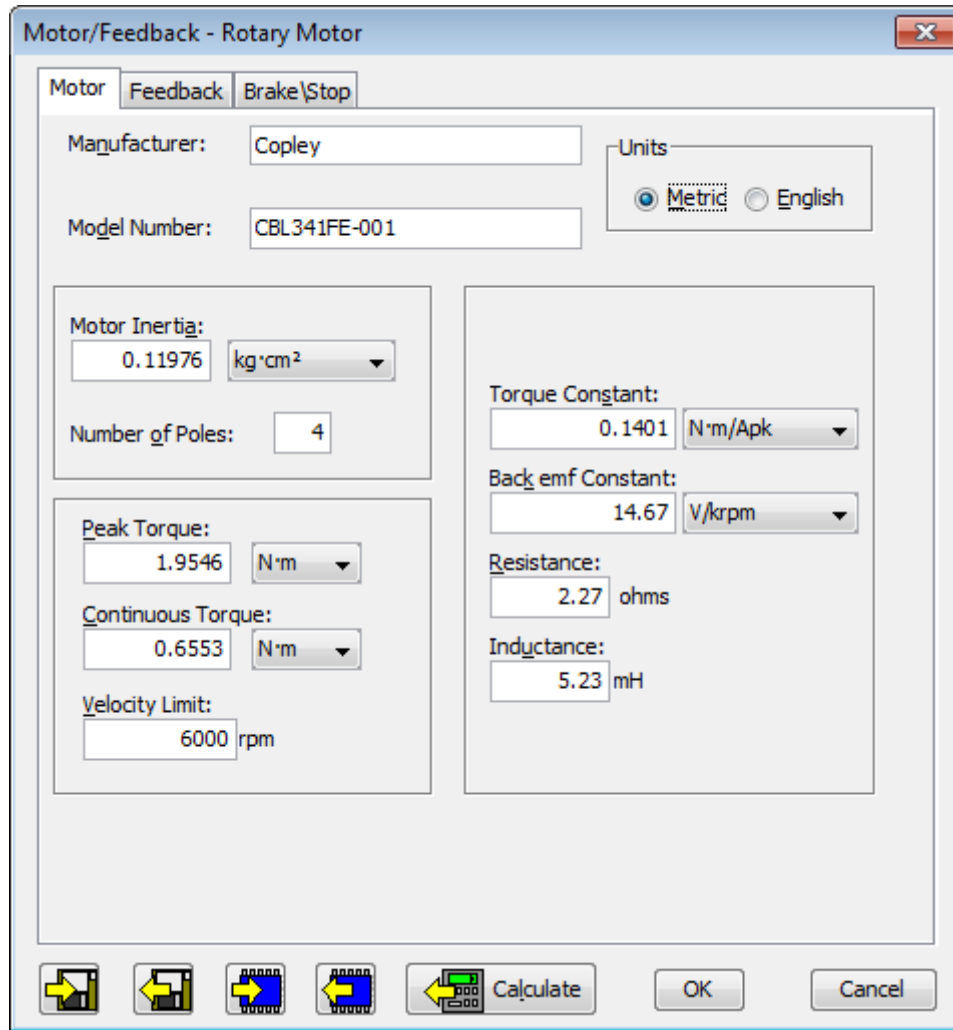 Motor/Feedback - Rotary Motor
Motor Feedback Brake\Stop
Manufacturer: Copley
Units
Metric English
Model Number: CBL341FE-001
Motor Inertia:
0.11976 kg·cm²
Number of Poles: 4
Peak Torque:
1.9546 N·m
Continuous Torque:
0.6553 N·m
Velocity Limit:
6000 rpm
Torque Constant:
0.1401 N·m/Apk
Back emf Constant:
14.67 V/krpm
Resistance:
2.27 ohms
Inductance:
5.23 mH
Calculate OK Cancel